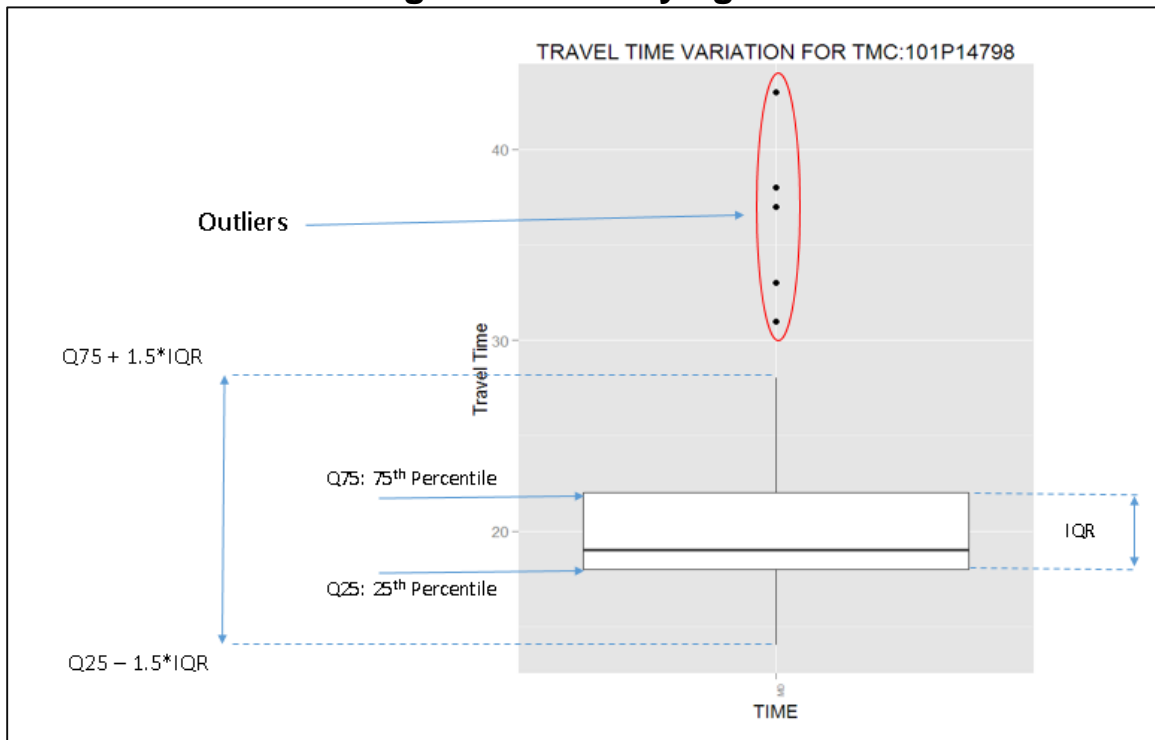 TRAVEL TIME VARIATION FOR TMC:101P14798
40
Outliers
30
Q75 + 1.5*IQR
Travel Time
Q75: 75th Percentile
20
IQR
Q25: 25th Percentile
Q25 – 1.5*IQR
MD
TIME